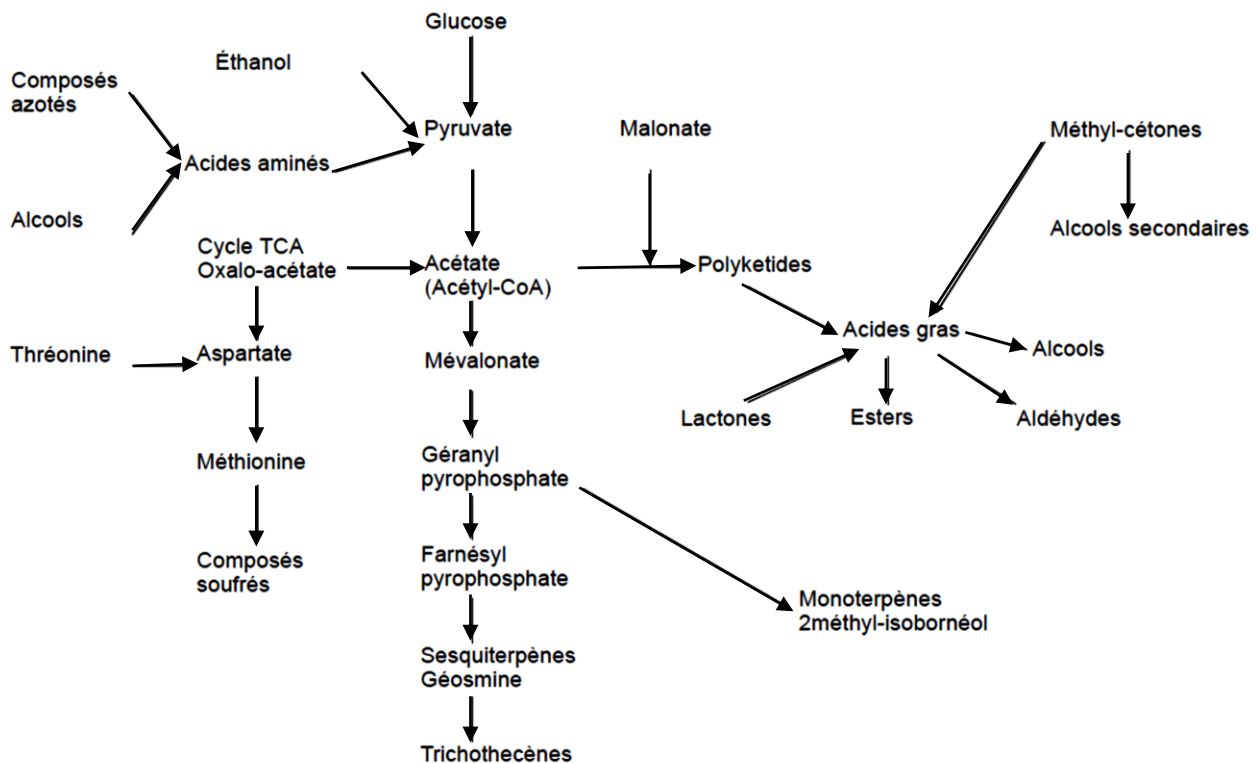 Glucose
Éthanol
Composés
azotés
Pyruvate
Malonate
Méthyl-cétones
Acides aminés
Alcools
Alcools secondaires
Cycle TCA
Oxalo-acétate
Acétate
(Acétyl-CoA)
Polyketides
Acides gras
Alcools
Thréonine
Aspartate
Mévalonate
Lactones
Esters
Aldéhydes
Méthionine
Géranyl
pyrophosphate
Composés
soufrés
Farnésyl
pyrophosphate
Monoterpènes
2méthyl-isobornéol
Sesquiterpènes
Géosmine
Trichothecènes